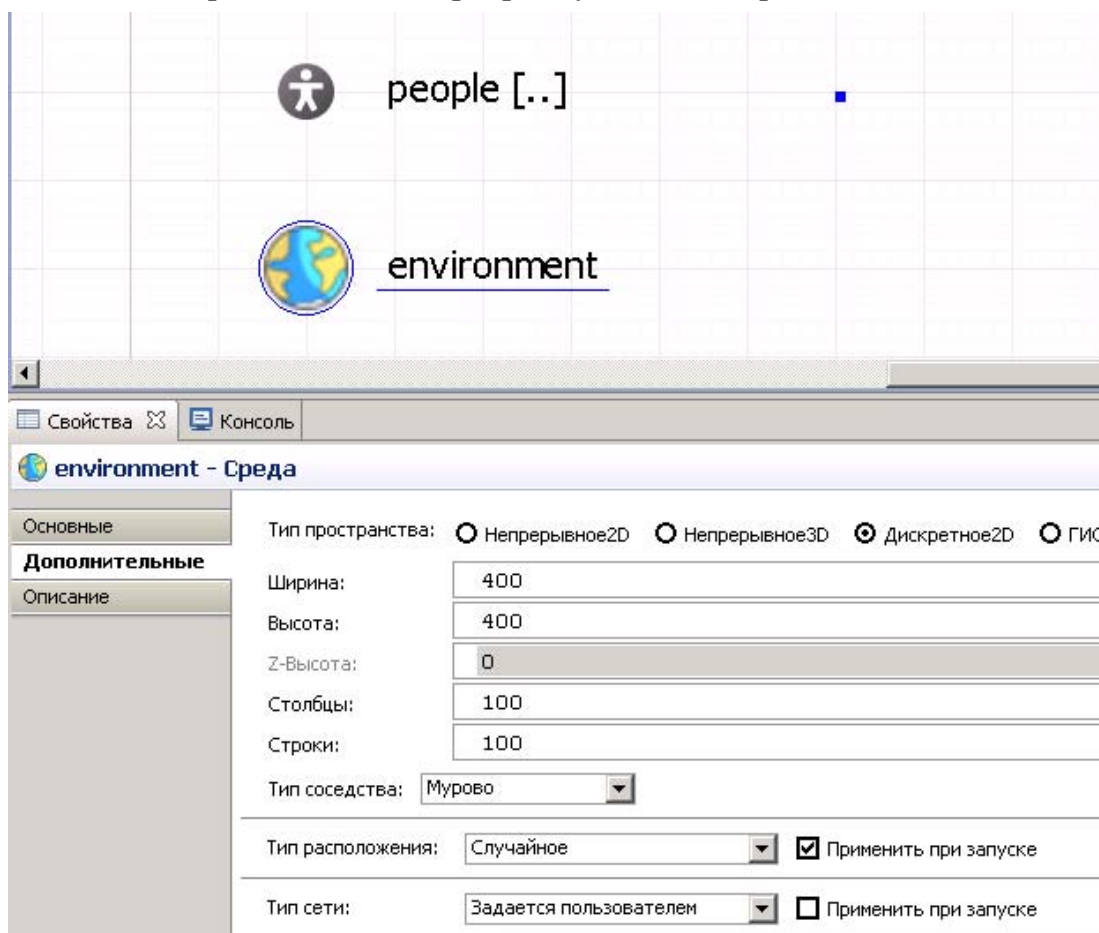 people [..]
environment
Свойства Консоль
environment - Среда
Основные
Дополнительные
Описание
Тип пространства: Непрерывное2D Непрерывное3D Дискретное2D ГИС
Ширина: 400
Высота: 400
Z-Высота: 0
Столбцы: 100
Строки: 100
Тип соседства: Мурово
Тип расположения: Случайное Применить при запуске
Тип сети: Задается пользователем Применить при запуске